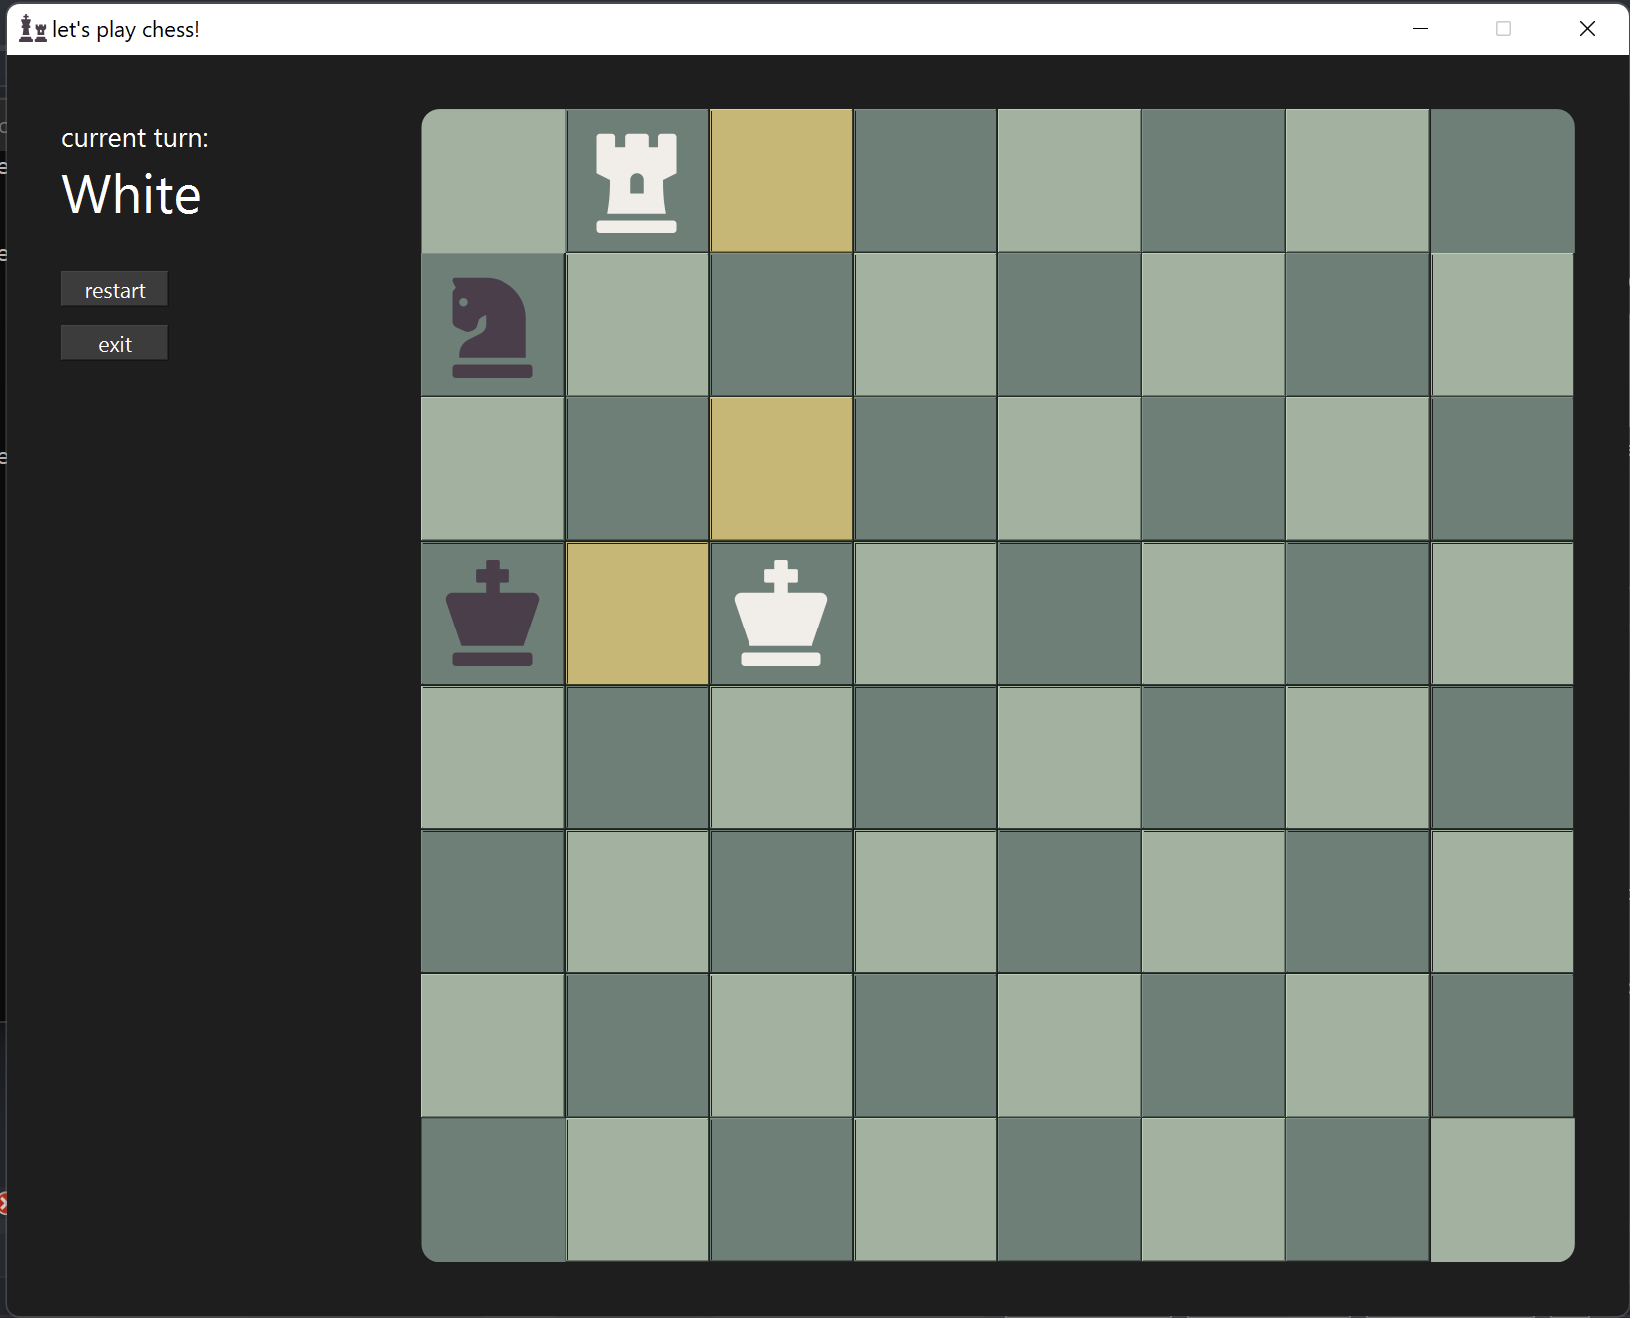 let's play chess!
current turn:
White
restart
exit